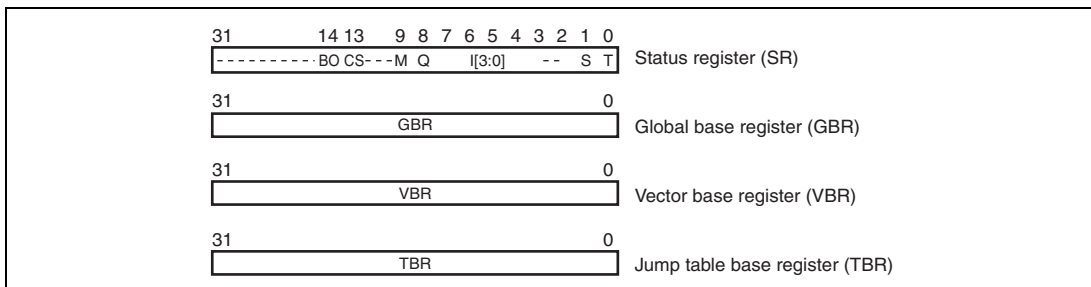 31 14 13 9 8 7 6 5 4 3 2 1 0
- - - - - - - - - - - BO CS - - - M Q I[3:0] - - S T Status register (SR)
31 0
GBR Global base register (GBR)
31 0
VBR Vector base register (VBR)
31 0
TBR Jump table base register (TBR)